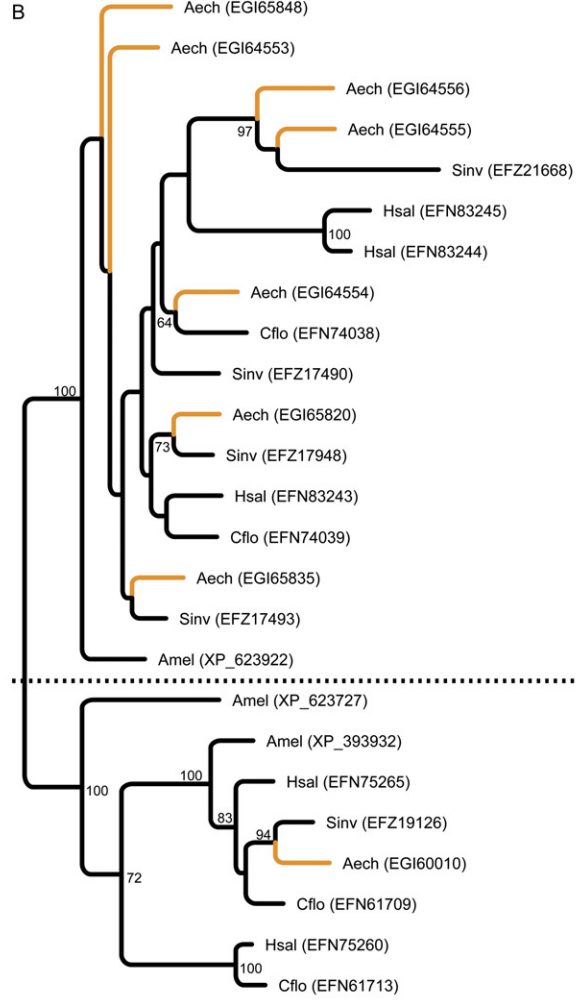 B
Aech (EGI65848)
Aech (EGI64553)
Aech (EGI64556)
97
Aech (EGI64555)
Sinv (EFZ21668)
Hsal (EFN83245)
100
Hsal (EFN83244)
Aech (EGI64554)
64
Cflo (EFN74038)
Sinv (EFZ17490)
100
Aech (EGI65820)
73
Sinv (EFZ17948)
Hsal (EFN83243)
Cflo (EFN74039)
Aech (EGI65835)
Sinv (EFZ17493)
Amel (XP_623922)
Amel (XP_623727)
Amel (XP_393932)
100
Hsal (EFN75265)
100
83
Sinv (EFZ19126)
94
Aech (EGI60010)
72
Cflo (EFN61709)
Hsal (EFN75260)
100
Cflo (EFN61713)